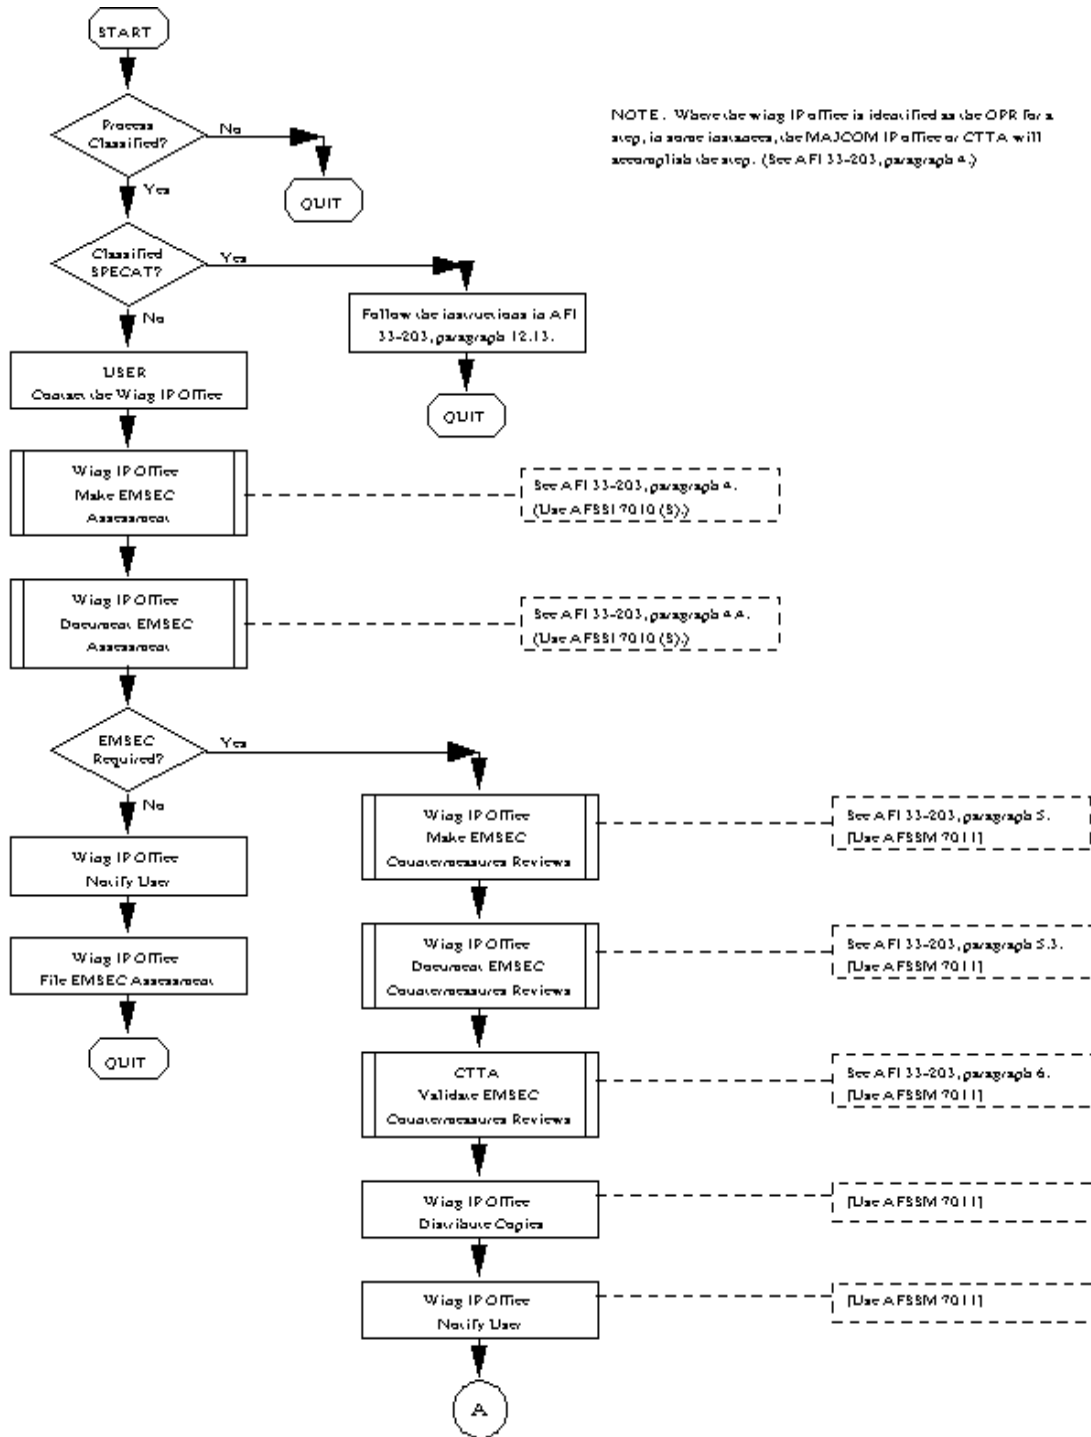 START
Process
Classified?
No
NOTE. Where the wing IP office is identified as the OPR for a
step, in some instances, the MAJCOM IP office or CTTA will
accomplish the step. (See AFI 33-203, paragraph 4.)
QUIT
Yes
Classified
SPECAT?
Yes
Follow the instructions in AFI
33-203, paragraph 12.13.
QUIT
No
USER
Contact the Wing IP Office
Wing IP Office
Make EMSEC
Assessment
See AFI 33-203, paragraph 4.
(Use AFSSI 7010 (S).)
Wing IP Office
Document EMSEC
Assessment
See AFI 33-203, paragraph 4.4.
(Use AFSSI 7010 (S).)
EMSEC
Required?
Yes
No
Wing IP Office
Notify User
Wing IP Office
File EMSEC Assessment
QUIT
Wing IP Office
Make EMSEC
Countermeasures Reviews
See AFI 33-203, paragraph 5.
[Use AFSSM 7011]
Wing IP Office
Document EMSEC
Countermeasures Reviews
See AFI 33-203, paragraph 5.3.
[Use AFSSM 7011]
CTTA
Validate EMSEC
Countermeasures Reviews
See AFI 33-203, paragraph 6.
[Use AFSSM 7011]
Wing IP Office
Distribute Copies
[Use AFSSM 7011]
Wing IP Office
Notify User
[Use AFSSM 7011]
A